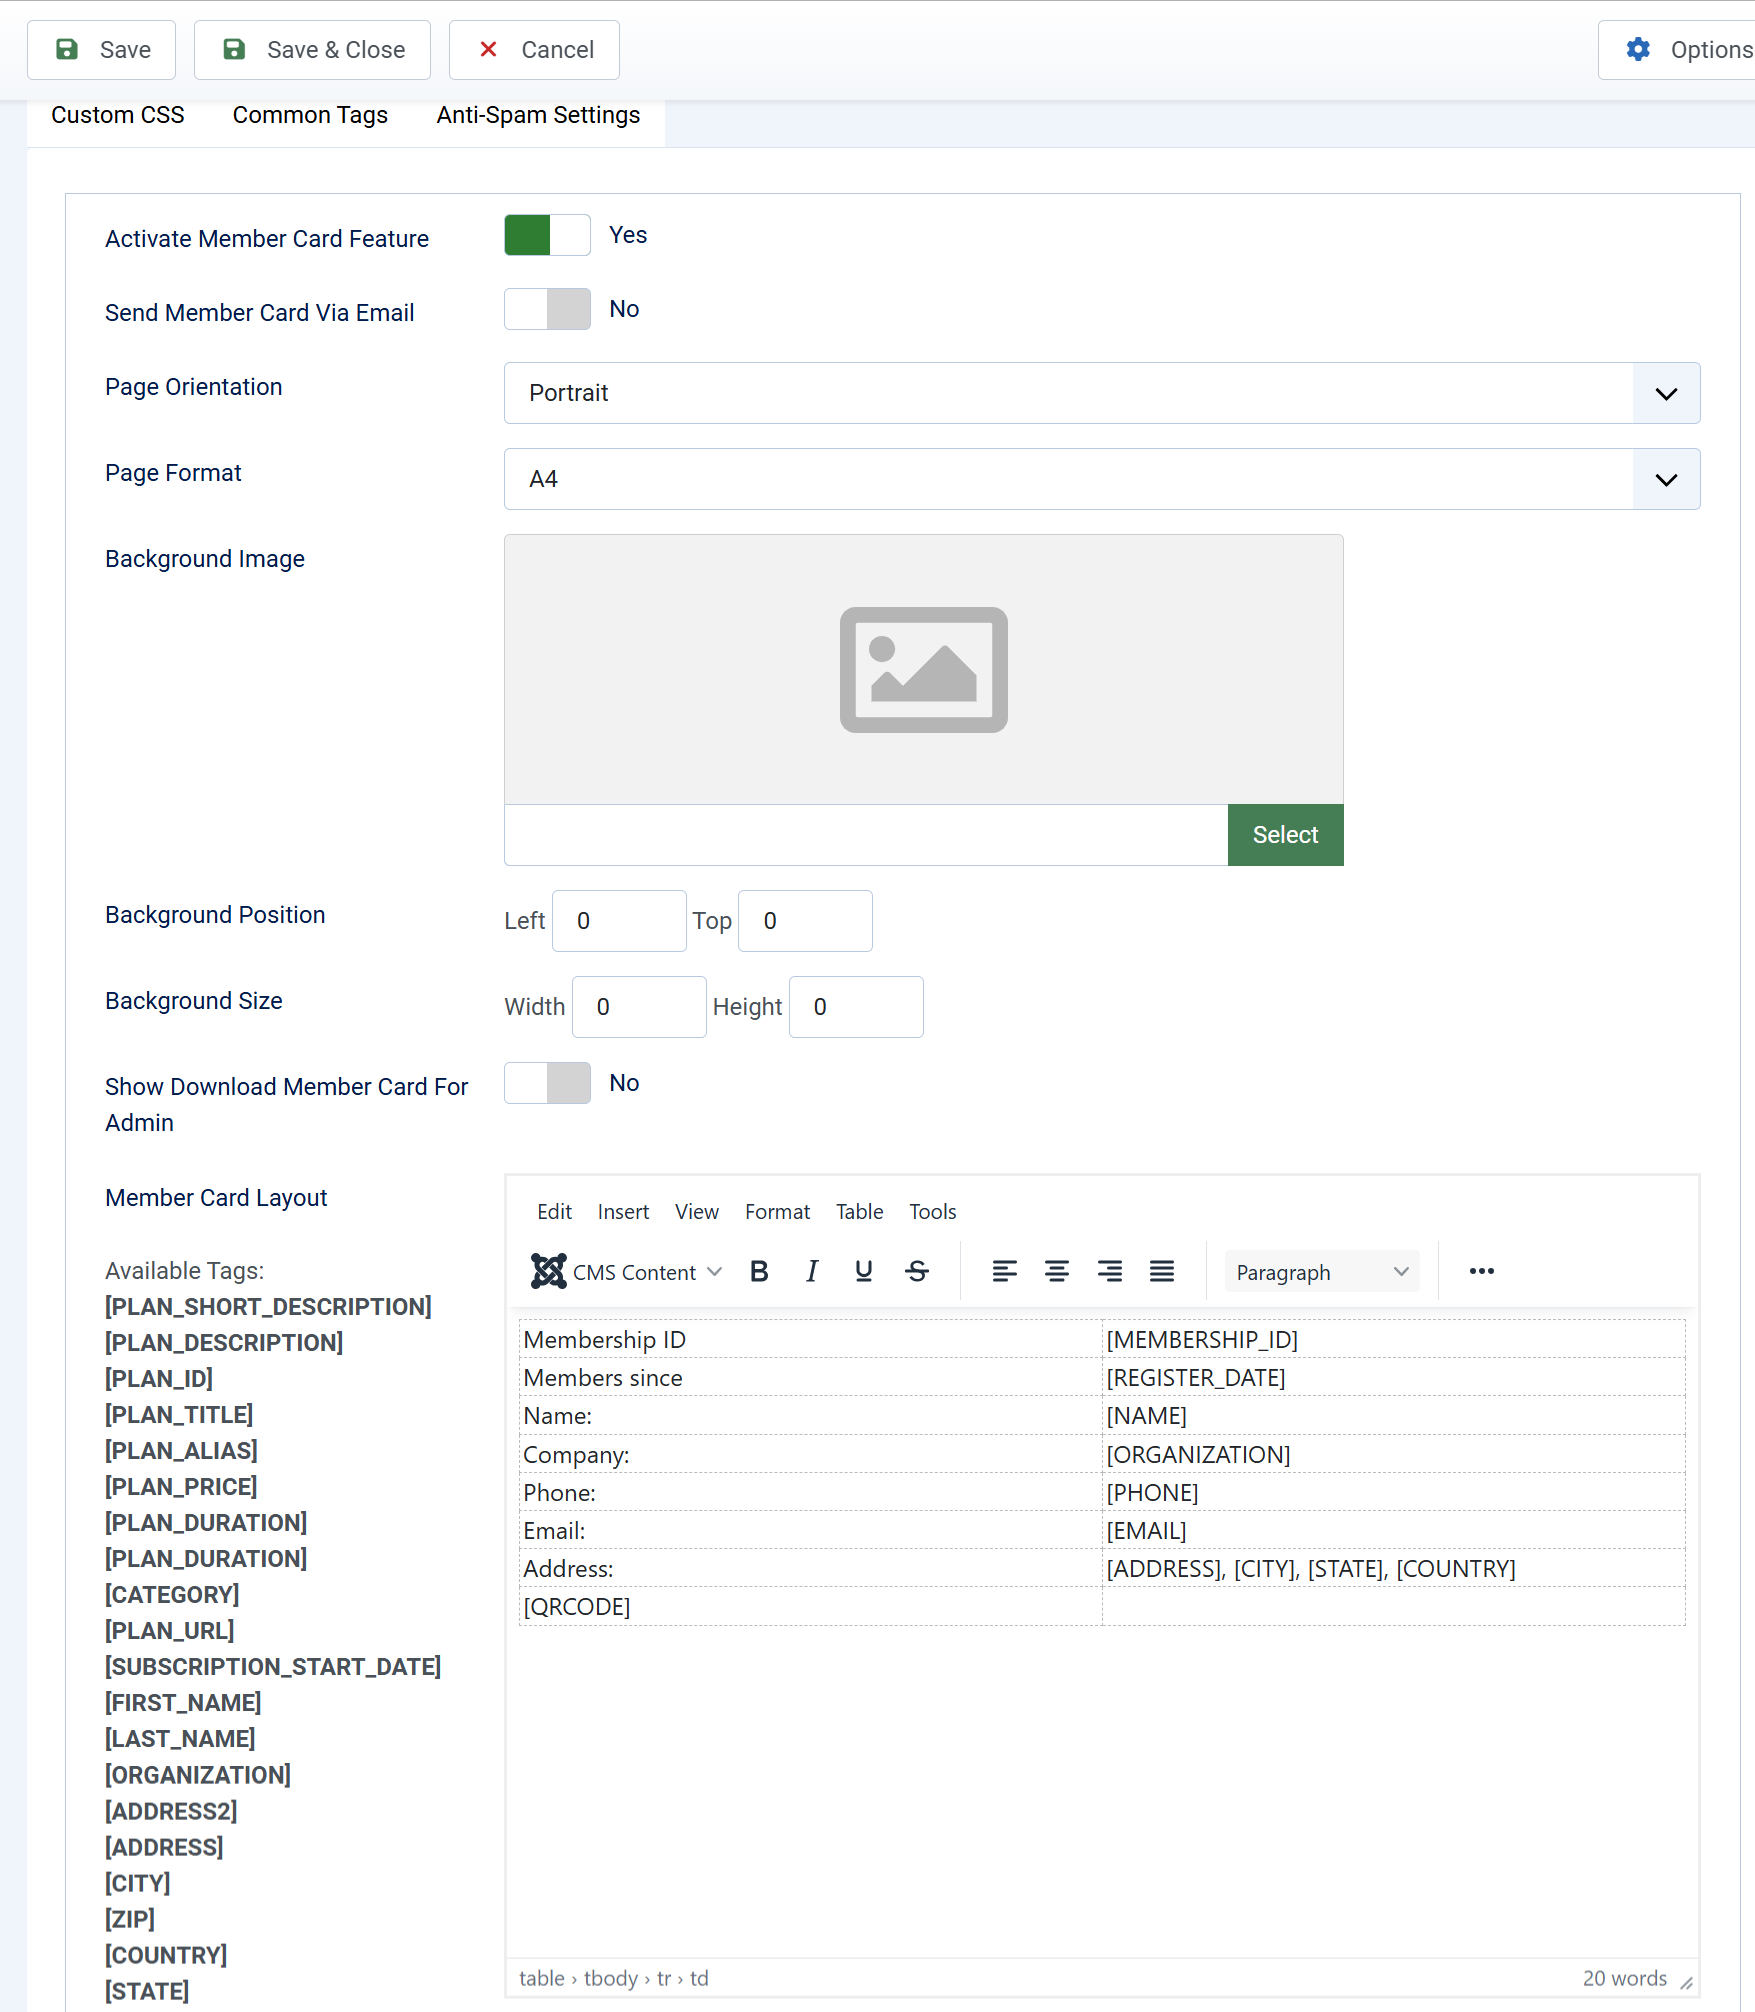 Save
Save & Close
Cancel
Options
Custom CSS
Common Tags
Anti-Spam Settings
Activate Member Card Feature
Yes
Send Member Card Via Email
No
Page Orientation
Portrait
Page Format
A4
Background Image
Select
Background Position
Left 0 Top 0
Background Size
Width 0 Height 0
Show Download Member Card For
Admin
No
Member Card Layout
Available Tags:
[PLAN_SHORT_DESCRIPTION]
[PLAN_DESCRIPTION]
[PLAN_ID]
[PLAN_TITLE]
[PLAN_ALIAS]
[PLAN_PRICE]
[PLAN_DURATION]
[PLAN_DURATION]
[CATEGORY]
[PLAN_URL]
[SUBSCRIPTION_START_DATE]
[FIRST_NAME]
[LAST_NAME]
[ORGANIZATION]
[ADDRESS2]
[ADDRESS]
[CITY]
[ZIP]
[COUNTRY]
[STATE]
Edit Insert View Format Table Tools
CMS Content B I U S Paragraph
Membership ID [MEMBERSHIP_ID]
Members since [REGISTER_DATE]
Name: [NAME]
Company: [ORGANIZATION]
Phone: [PHONE]
Email: [EMAIL]
Address: [ADDRESS], [CITY], [STATE], [COUNTRY]
[QRCODE]
table › tbody › tr › td
20 words